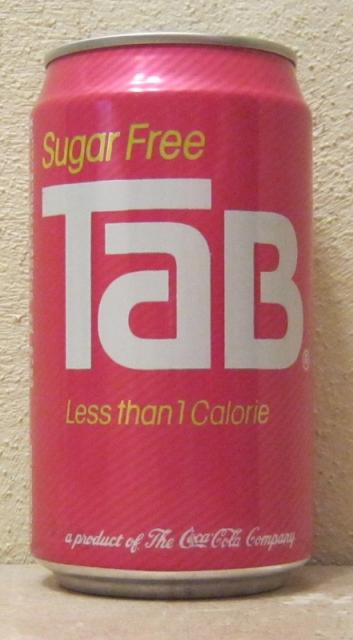 Sugar Free
TaB®
Less than 1 Calorie
a product of The Coca-Cola Company